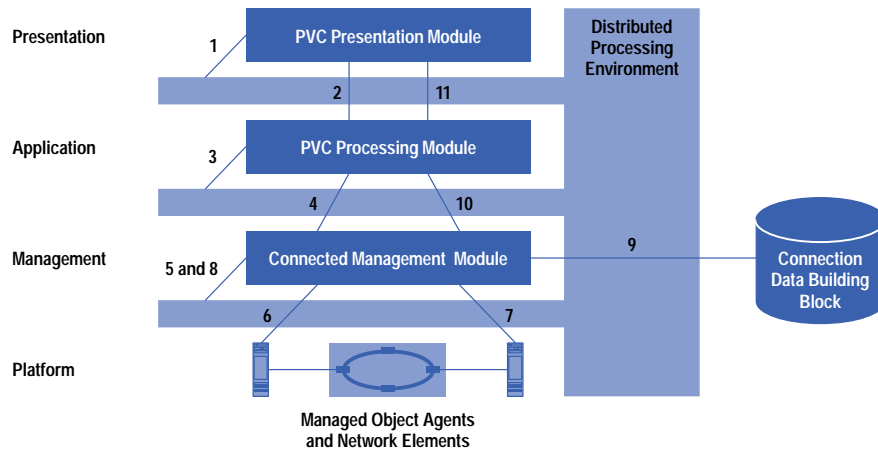 Presentation
1
PVC Presentation Module
Distributed
Processing
Environment
2
11
Application
3
PVC Processing Module
4
10
Management
5 and 8
Connected Management Module
9
Connection
Data Building
Block
6
7
Platform
Managed Object Agents
and Network Elements